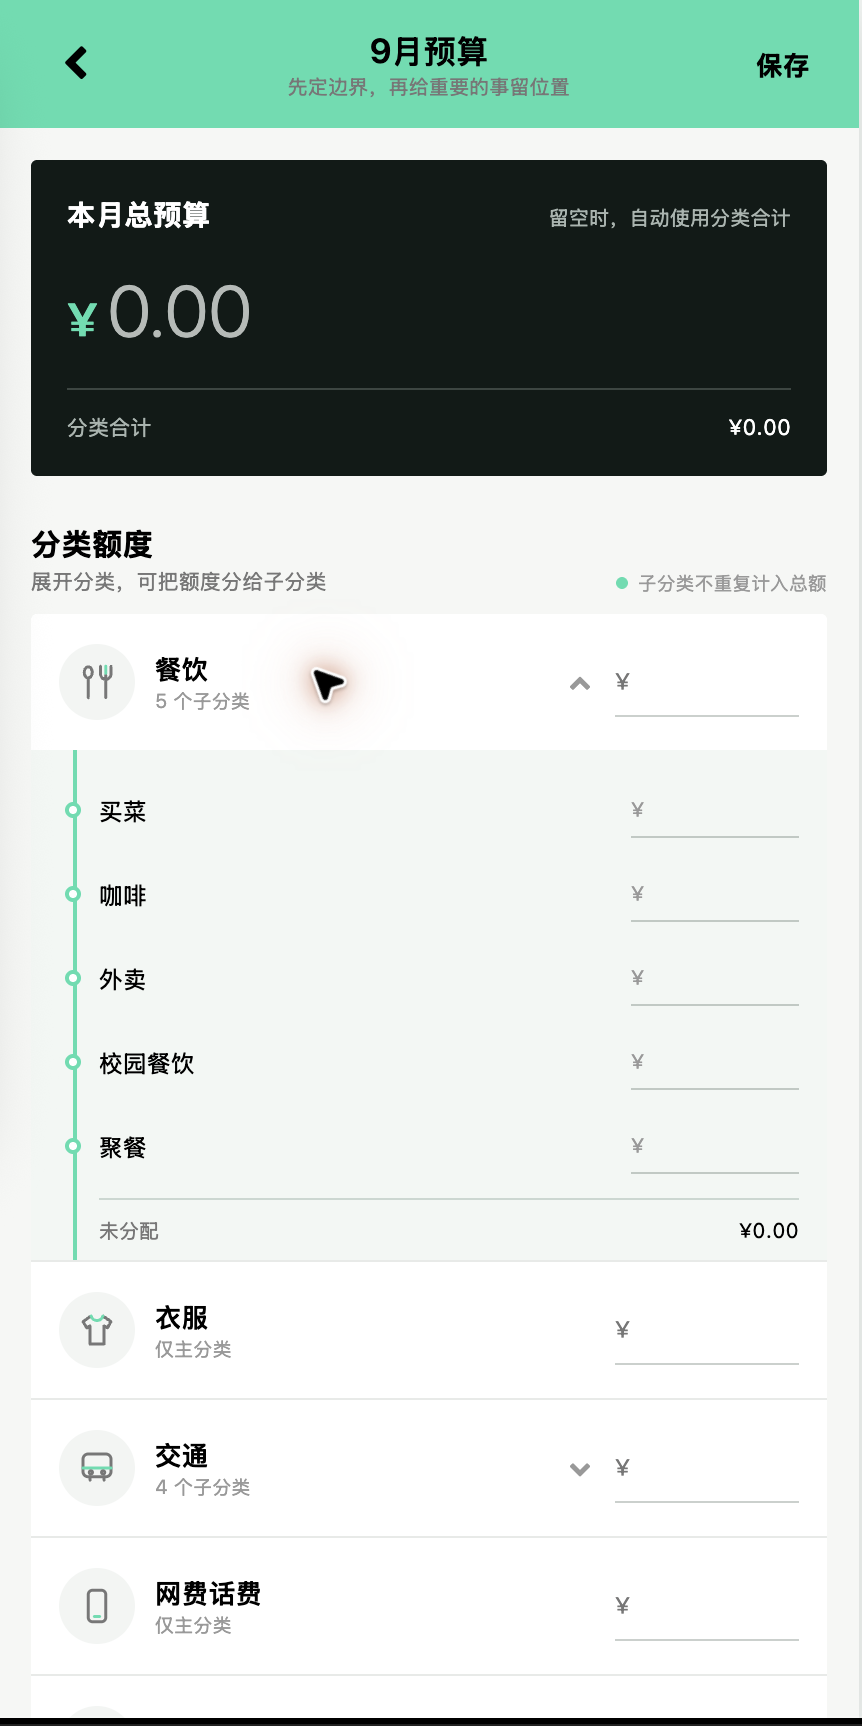 9月预算
先定边界，再给重要的事留位置
保存
本月总预算
留空时，自动使用分类合计
¥ 0.00
分类合计
¥0.00
分类额度
展开分类，可把额度分给子分类
子分类不重复计入总额
餐饮
5 个子分类
¥
买菜
¥
咖啡
¥
外卖
¥
校园餐饮
¥
聚餐
¥
未分配
¥0.00
衣服
仅主分类
¥
交通
4 个子分类
¥
网费话费
仅主分类
¥